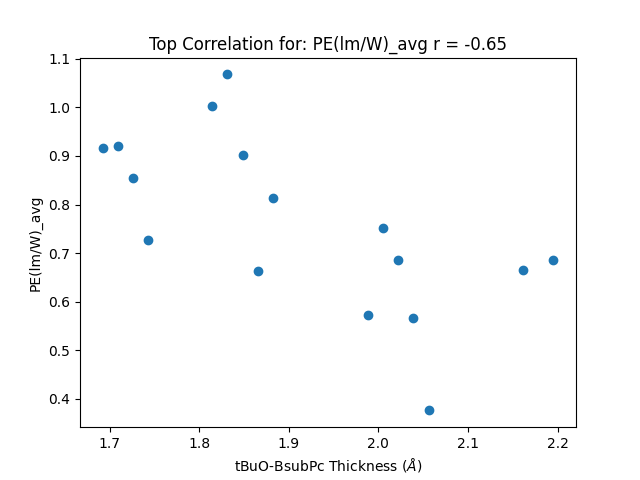 Top Correlation for: PE(lm/W)_avg r = -0.65
1.1
1.0
0.9
0.8
0.7
0.6
0.5
0.4
PE(lm/W)_avg
1.7 1.8 1.9 2.0 2.1 2.2
tBuO-BsubPc Thickness (Å)